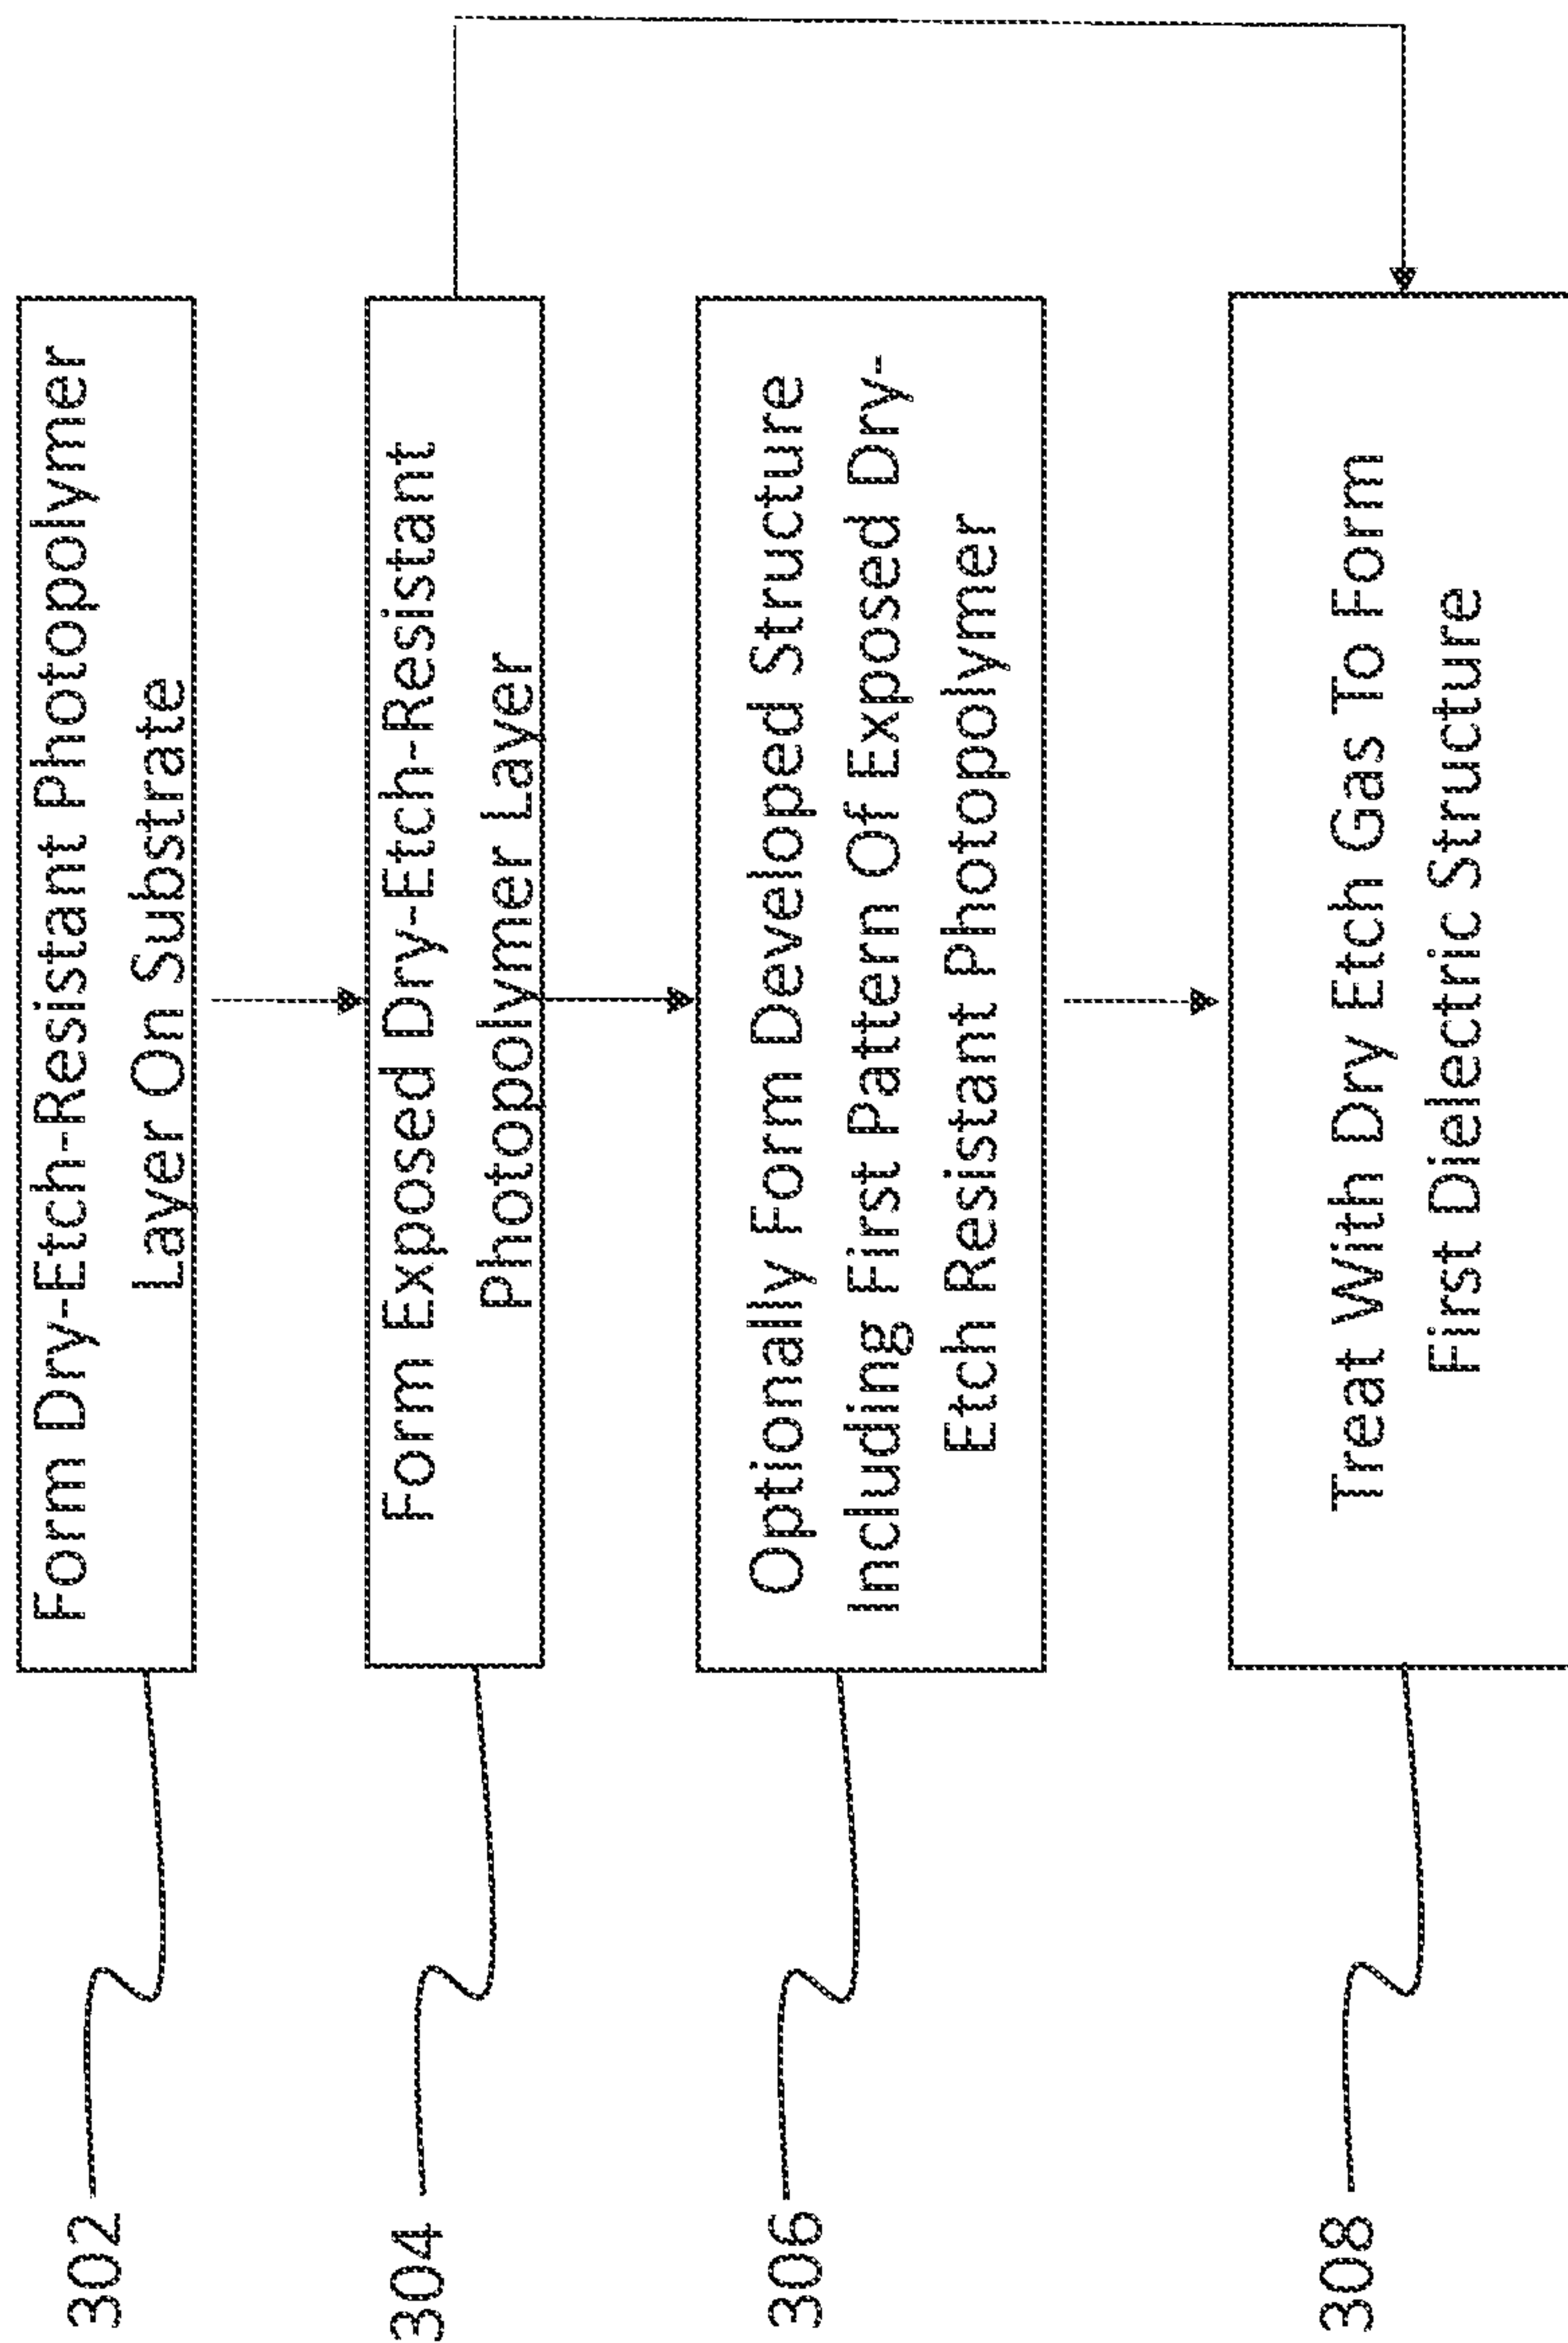 302
Form Dry-Etch-Resistant Photopolymer
Layer On Substrate
304
Form Exposed Dry-Etch-Resistant
Photopolymer Layer
306
Optionally Form Developed Structure
Including First Pattern Of Exposed Dry-
Etch Resistant Photopolymer
308
Treat With Dry Etch Gas To Form
First Dielectric Structure